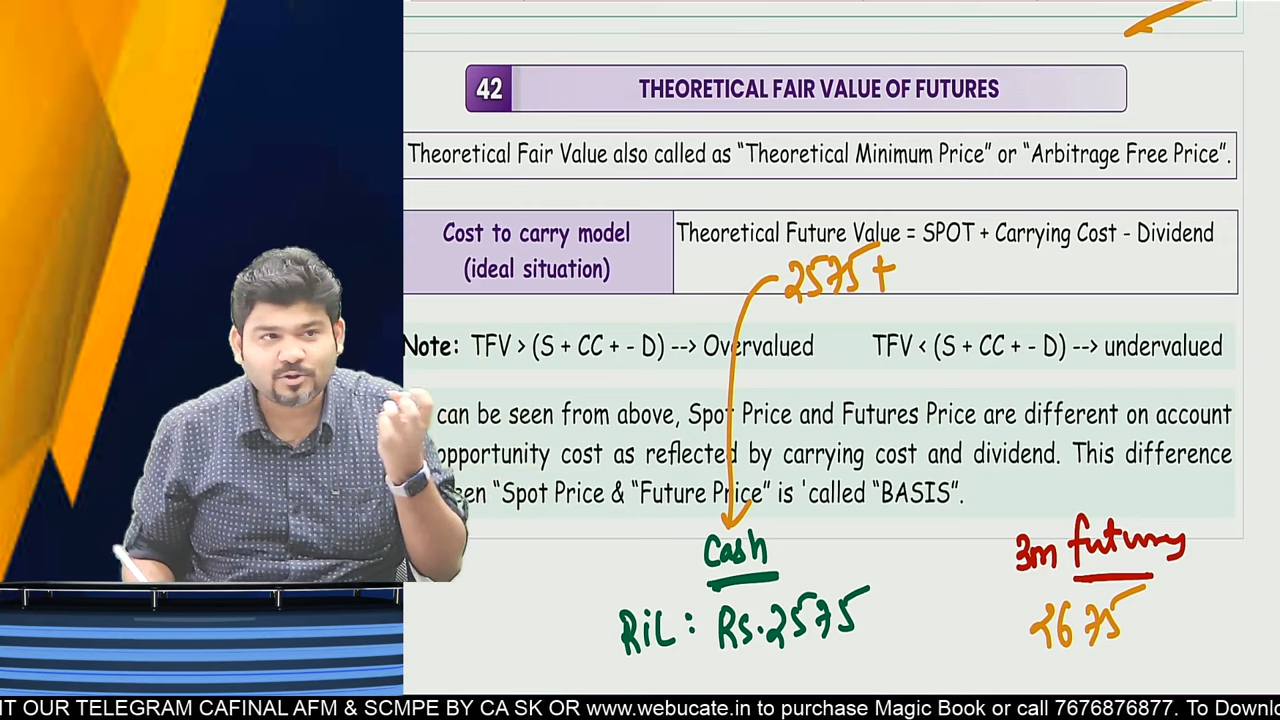 42 THEORETICAL FAIR VALUE OF FUTURES
Theoretical Fair Value also called as “Theoretical Minimum Price” or “Arbitrage Free Price”.
Cost to carry model
(ideal situation)
Theoretical Future Value = SPOT + Carrying Cost - Dividend
2575 +
Note: TFV > (S + CC + - D) --> Overvalued TFV < (S + CC + - D) --> undervalued
can be seen from above, Spot Price and Futures Price are different on account
opportunity cost as reflected by carrying cost and dividend. This difference
een “Spot Price & “Future Price” is 'called “BASIS”.
Cash
3m futures
RiL : Rs. 2575
2675
IT OUR TELEGRAM CAFINAL AFM & SCMPE BY CA SK OR www.webucate.in to purchase Magic Book or call 7676876877. To Downlo